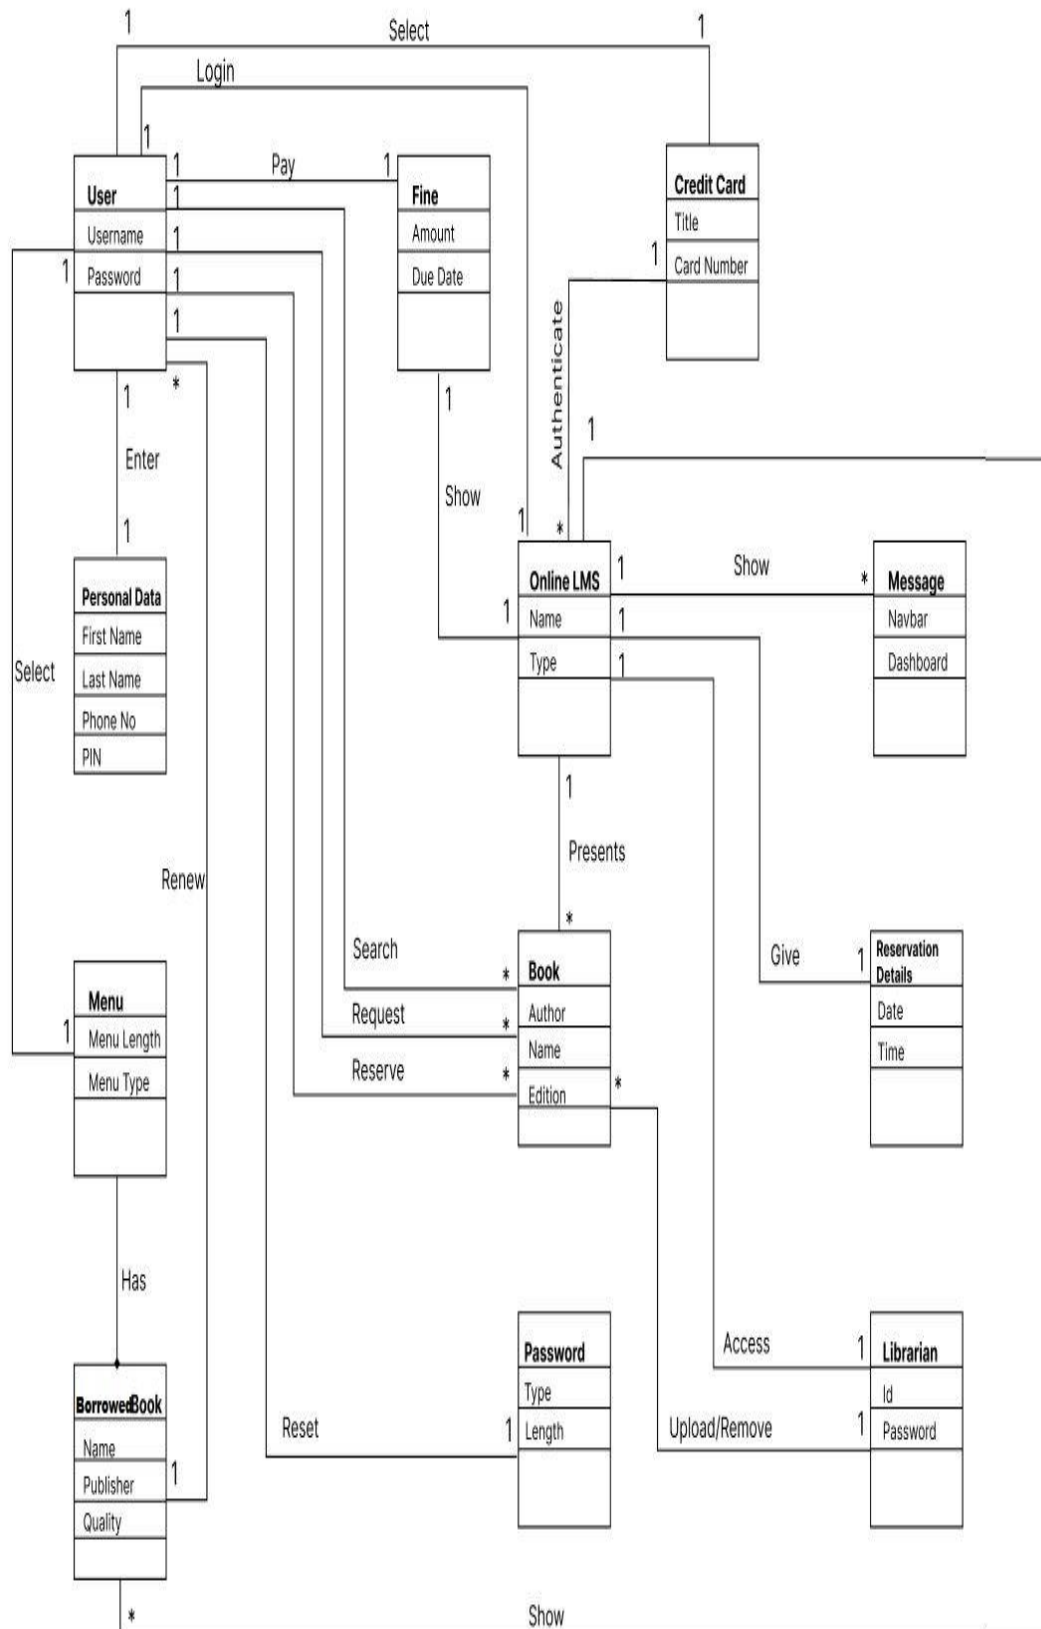 1
1
Select
Login
1
1
Pay
1
User
Username
Password
1
1
1
1
*
1
Fine
Amount
Due Date
1
Credit Card
Title
Card Number
1
Authenticate
*
1
1
Enter
1
Show
1
Personal Data
First Name
Last Name
Phone No
PIN
Select
Online LMS
Name
Type
1
1
1
1
Show
*
Message
Navbar
Dashboard
1
Presents
*
Renew
Search
*
Request
*
Reserve
*
Book
Author
Name
Edition
*
Give
1
Reservation
Details
Date
Time
Menu
Menu Length
Menu Type
1
Has
Borrowed Book
Name
Publisher
Quality
1
Reset
1
Password
Type
Length
Access
1
Upload/Remove
1
Librarian
Id
Password
*
Show